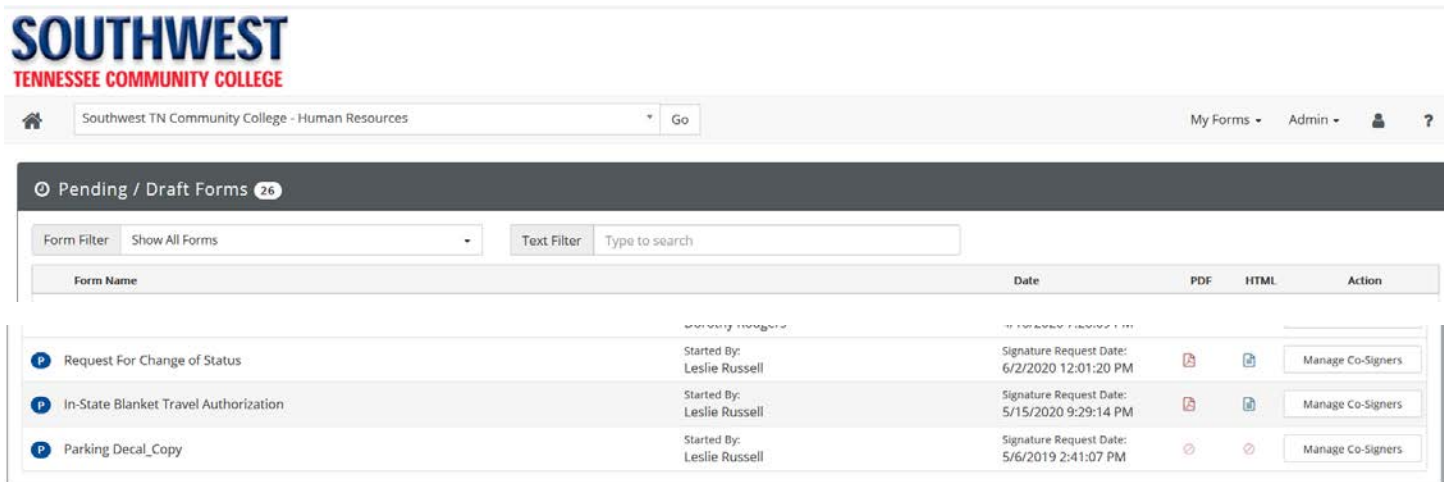 SOUTHWEST
TENNESSEE COMMUNITY COLLEGE
Southwest TN Community College - Human Resources Go My Forms Admin ?
Pending / Draft Forms 26
Form Filter Show All Forms Text Filter Type to search
Form Name Date PDF HTML Action
Started By: Signature Request Date:
P Request For Change of Status Leslie Russell 6/2/2020 12:01:20 PM Manage Co-Signers
Started By: Signature Request Date:
P In-State Blanket Travel Authorization Leslie Russell 5/15/2020 9:29:14 PM Manage Co-Signers
Started By: Signature Request Date:
P Parking Decal_Copy Leslie Russell 5/6/2019 2:41:07 PM Manage Co-Signers